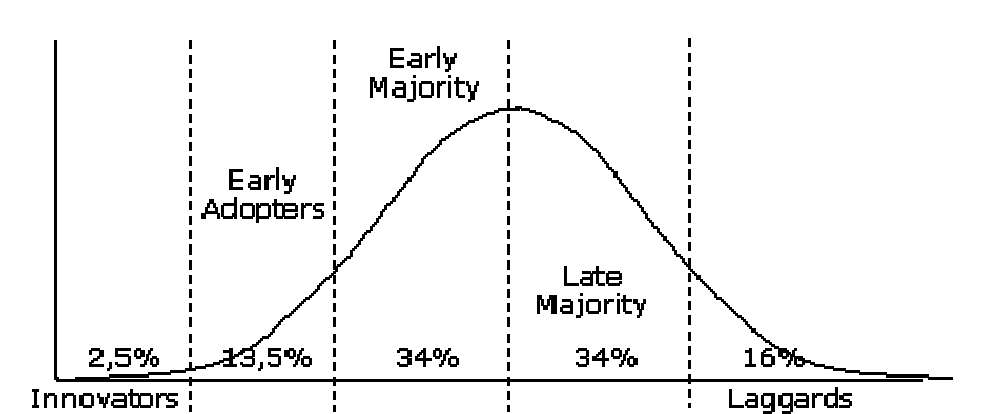 Early
Majority
Early
Adopters
Late
Majority
2,5%
13,5%
34%
34%
16%
Innovators
Laggards